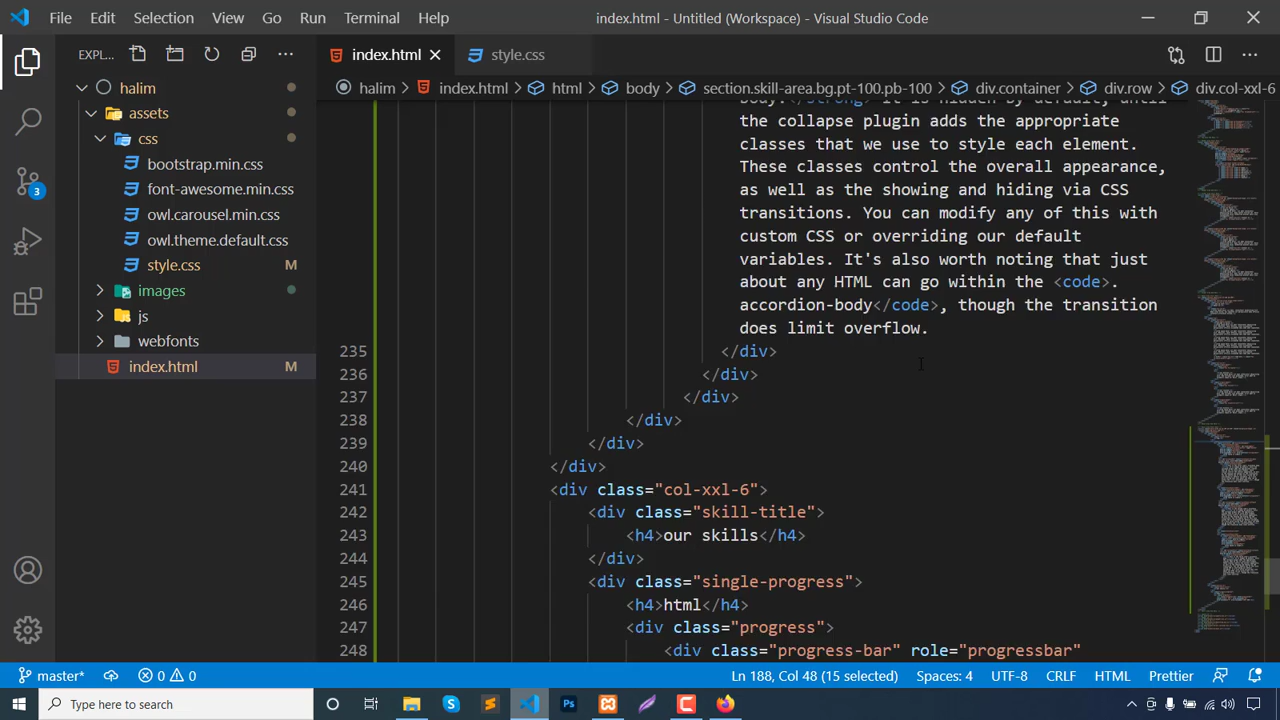 File Edit Selection View Go Run Terminal Help
index.html - Untitled (Workspace) - Visual Studio Code
EXPL...
index.html
style.css
halim > index.html > html > body > section.skill-area.bg.pt-100.pb-100 > div.container > div.row > div.col-xxl-6
halim
assets
css
bootstrap.min.css
font-awesome.min.css
owl.carousel.min.css
owl.theme.default.css
style.css M
images
js
webfonts
index.html M
3
body.</strong> It is hidden by default, until
the collapse plugin adds the appropriate
classes that we use to style each element.
These classes control the overall appearance,
as well as the showing and hiding via CSS
transitions. You can modify any of this with
custom CSS or overriding our default
variables. It's also worth noting that just
about any HTML can go within the <code>.
accordion-body</code>, though the transition
does limit overflow.
235 </div>
236 </div>
237 </div>
238 </div>
239 </div>
240 </div>
241 <div class="col-xxl-6">
242 <div class="skill-title">
243 <h4>our skills</h4>
244 </div>
245 <div class="single-progress">
246 <h4>html</h4>
247 <div class="progress">
248 <div class="progress-bar" role="progressbar"
master* 0 0 Ln 188, Col 48 (15 selected) Spaces: 4 UTF-8 CRLF HTML Prettier
Type here to search